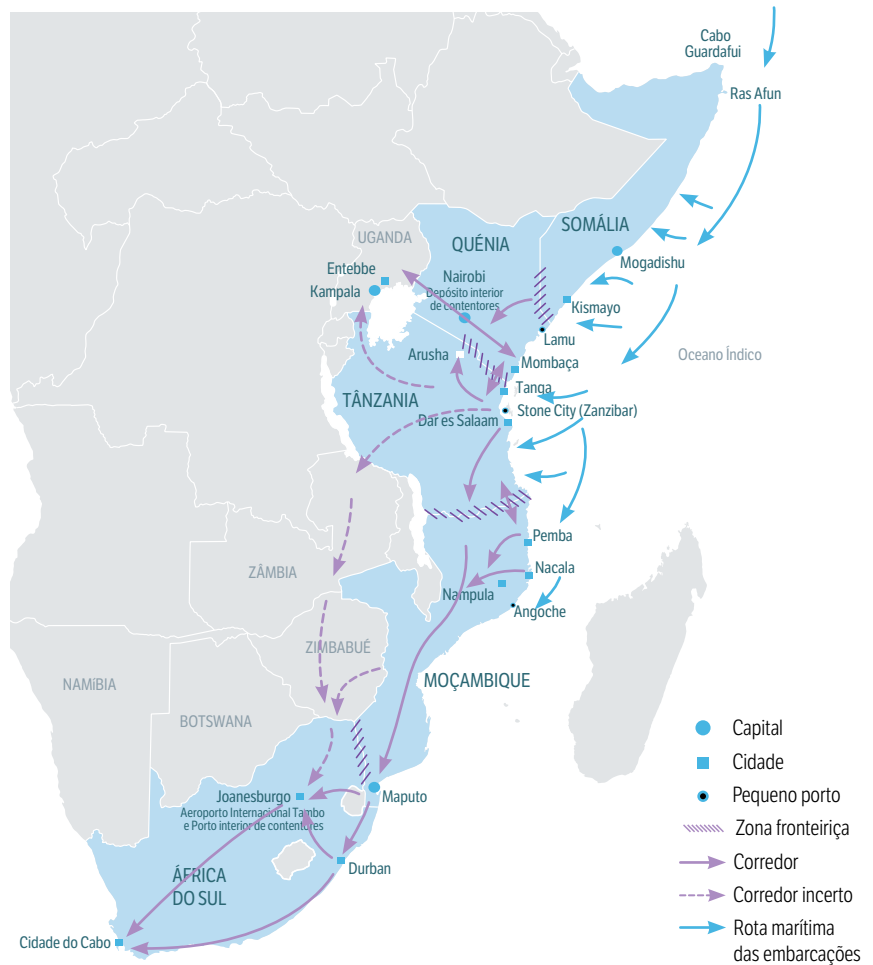 Cabo
Guardafui
Ras Afun
SOMÁLIA
UGANDA
QUÉNIA
Mogadishu
Entebbe
Nairobi
Kampala
Depósito interior
de contentores
Kismayo
Lamu
Oceano Índico
Arusha
Mombaça
Tanga
TÂNZANIA
Stone City (Zanzibar)
Dar es Salaam
Pemba
Nacala
ZÂMBIA
Nampula
Angoche
ZIMBABUÉ
MOÇAMBIQUE
NAMíBIA
BOTSWANA
Joanesburgo
Maputo
Aeroporto Internacional Tambo
e Porto interior de contentores
Durban
ÁFRICA
DO SUL
Cidade do Cabo
Capital
Cidade
Pequeno porto
Zona fronteiriça
Corredor
Corredor incerto
Rota marítima
das embarcações